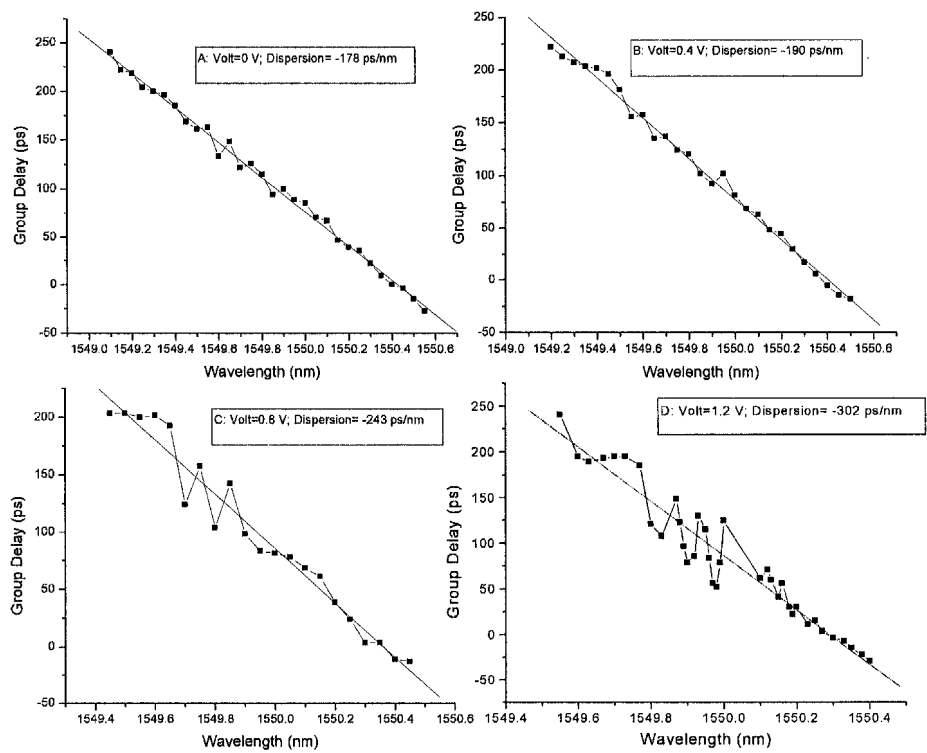 A: Volt=0 V; Dispersion= -178 ps/nm
250
200
150
100
50
0
-50
Group Delay (ps)
1549.0 1549.2 1549.4 1549.6 1549.8 1550.0 1550.2 1550.4 1550.6
Wavelength (nm)
B: Volt=0.4 V; Dispersion= -190 ps/nm
250
200
150
100
50
0
-50
Group Delay (ps)
1549.0 1549.2 1549.4 1549.6 1549.8 1550.0 1550.2 1550.4 1550.6
Wavelength (nm)
C: Volt=0.8 V; Dispersion= -243 ps/nm
200
150
100
50
0
-50
Group Delay (ps)
1549.4 1549.6 1549.8 1550.0 1550.2 1550.4 1550.6
Wavelength (nm)
D: Volt=1.2 V; Dispersion= -302 ps/nm
250
200
150
100
50
0
-50
Group Delay (ps)
1549.4 1549.6 1549.8 1550.0 1550.2 1550.4
Wavelength (nm)